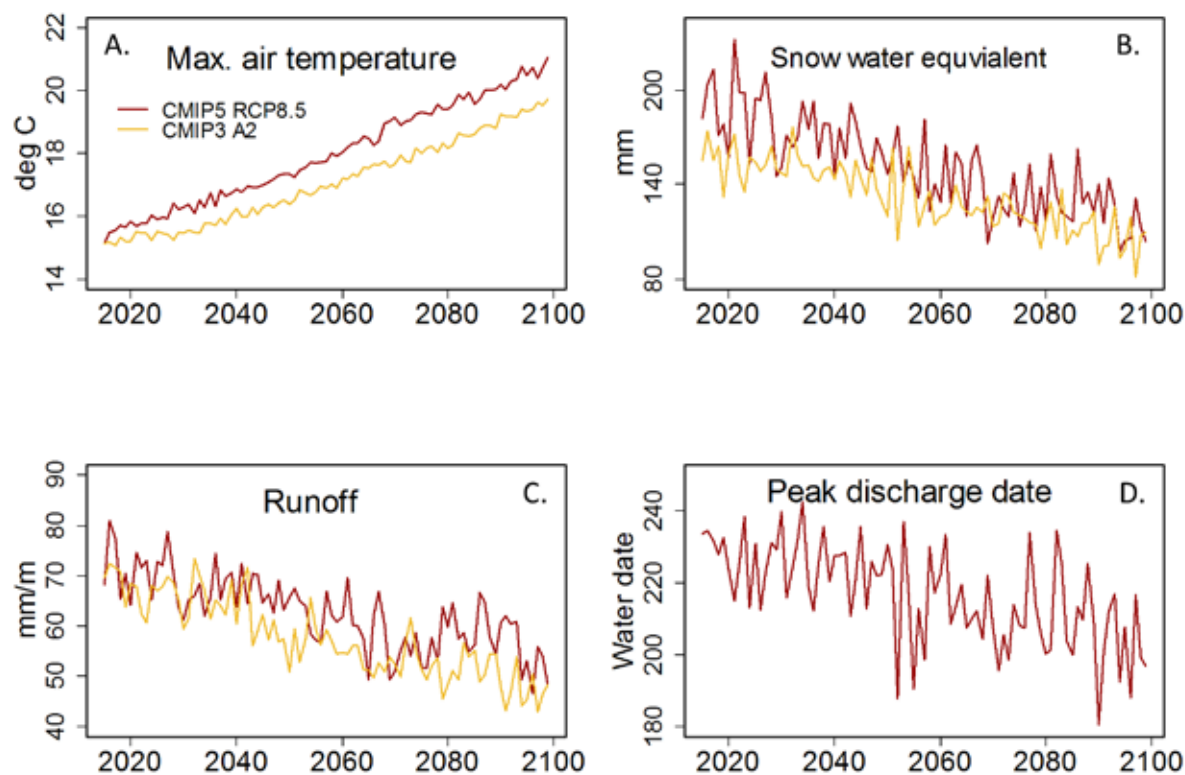 A.
Max. air temperature
CMIP5 RCP8.5
CMIP3 A2
deg C
22
20
18
16
14
2020 2040 2060 2080 2100
B.
Snow water equvialent
mm
200
140
80
2020 2040 2060 2080 2100
C.
Runoff
mm/m
90
80
70
60
50
40
2020 2040 2060 2080 2100
D.
Peak discharge date
Water date
240
220
200
180
2020 2040 2060 2080 2100